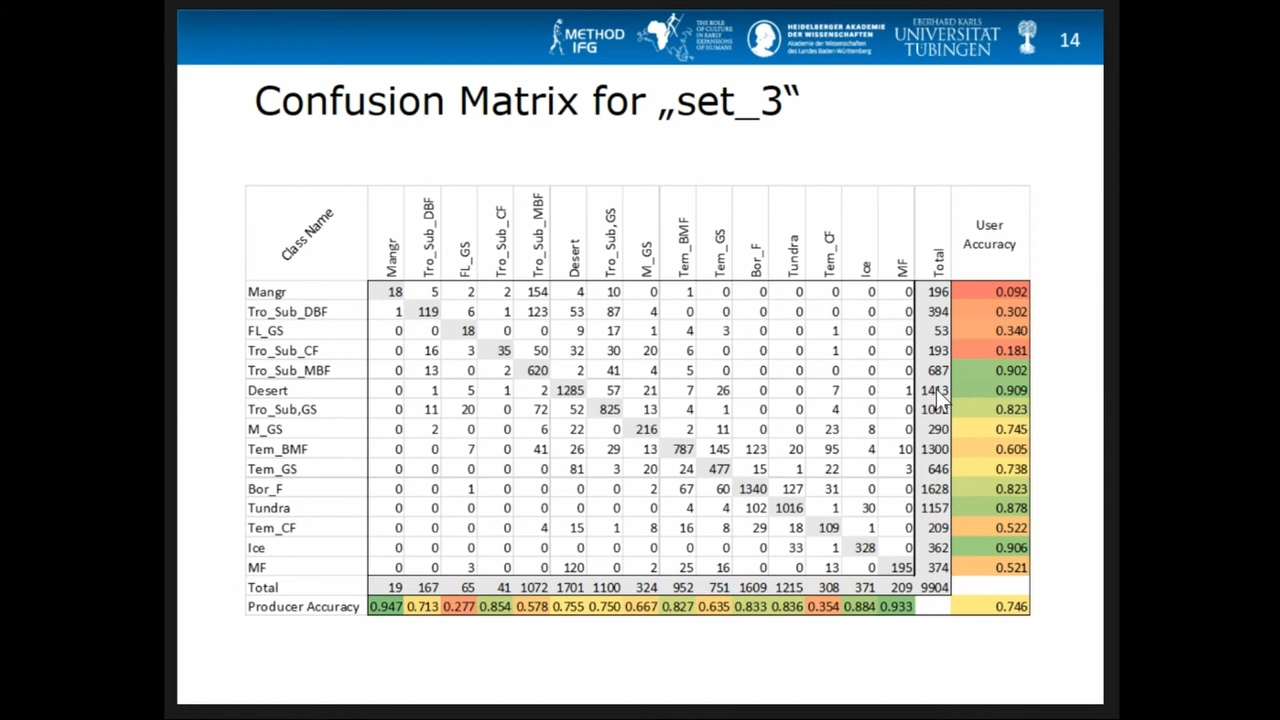 METHOD
IFG
THE ROLE
OF CULTURE
IN EARLY
EXPANSIONS
OF HUMANS
HEIDELBERGER AKADEMIE
DER WISSENSCHAFTEN
Akademie der Wissenschaften
des Landes Baden-Württemberg
EBERHARD KARLS
UNIVERSITÄT
TÜBINGEN
14
Confusion Matrix for „set_3“
Class Name Mangr Tro_Sub_DBF FL_GS Tro_Sub_CF Tro_Sub_MBF Desert Tro_Sub,GS M_GS Tem_BMF Tem_GS Bor_F Tundra Tem_CF Ice MF Total User Accuracy
Mangr 18 5 2 2 154 4 10 0 1 0 0 0 0 0 0 196 0.092
Tro_Sub_DBF 1 119 6 1 123 53 87 4 0 0 0 0 0 0 0 394 0.302
FL_GS 0 0 18 0 0 9 17 1 4 3 0 0 1 0 0 53 0.340
Tro_Sub_CF 0 16 3 35 50 32 30 20 6 0 0 0 1 0 0 193 0.181
Tro_Sub_MBF 0 13 0 2 620 2 41 4 5 0 0 0 0 0 0 687 0.902
Desert 0 1 5 1 2 1285 57 21 7 26 0 0 7 0 1 1413 0.909
Tro_Sub,GS 0 11 20 0 72 52 825 13 4 1 0 0 4 0 0 1002 0.823
M_GS 0 2 0 0 6 22 0 216 2 11 0 0 23 8 0 290 0.745
Tem_BMF 0 0 7 0 41 26 29 13 787 145 123 20 95 4 10 1300 0.605
Tem_GS 0 0 0 0 0 81 3 20 24 477 15 1 22 0 3 646 0.738
Bor_F 0 0 1 0 0 0 0 2 67 60 1340 127 31 0 0 1628 0.823
Tundra 0 0 0 0 0 0 0 0 4 4 102 1016 1 30 0 1157 0.878
Tem_CF 0 0 0 0 4 15 1 8 16 8 29 18 109 1 0 209 0.522
Ice 0 0 0 0 0 0 0 0 0 0 0 33 1 328 0 362 0.906
MF 0 0 3 0 0 120 0 2 25 16 0 0 13 0 195 374 0.521
Total 19 167 65 41 1072 1701 1100 324 952 751 1609 1215 308 371 209 9904
Producer Accuracy 0.947 0.713 0.277 0.854 0.578 0.755 0.750 0.667 0.827 0.635 0.833 0.836 0.354 0.884 0.933 0.746